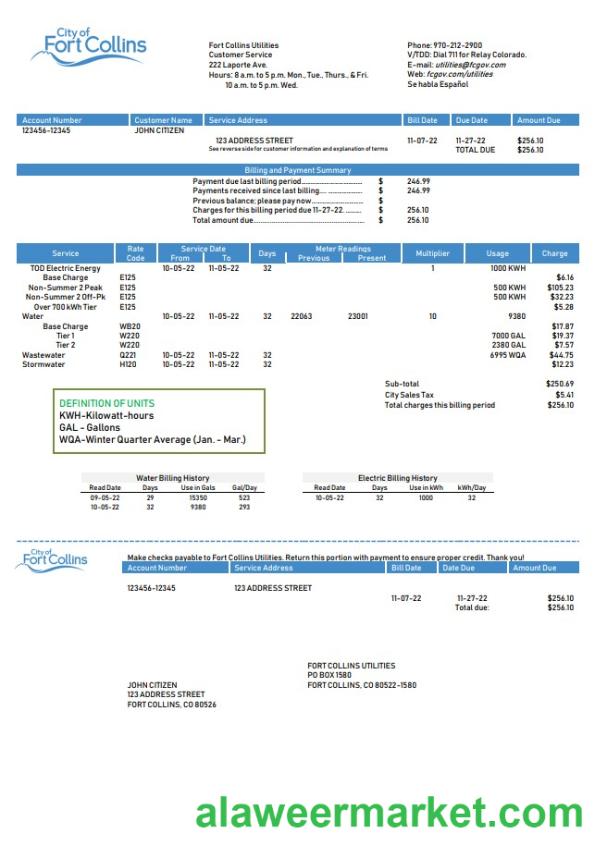 City of
Fort Collins
Fort Collins Utilities
Customer Service
222 Laporte Ave.
Hours: 8 a.m. to 5 p.m. Mon., Tue., Thurs., & Fri.
10 a.m. to 5 p.m. Wed.
Phone: 970-212-2900
V/TDD: Dial 711 for Relay Colorado.
E-mail: utilities@fcgov.com
Web: fcgov.com/utilities
Se habla Español
Account Number Customer Name Service Address Bill Date Due Date Amount Due
123456-12345 JOHN CITIZEN
123 ADDRESS STREET 11-07-22 11-27-22 $256.10
See reverse side for customer information and explanation of terms TOTAL DUE $256.10
Billing and Payment Summary
Payment due last billing period.............................. $ 246.99
Payments received since last billing.... ................ $ 246.99
Previous balance; please pay now...................... $
Charges for this billing period due 11-27-22. ........ $ 256.10
Total amount due................................................ $ 256.10
Service Rate Code Service Date From To Days Meter Readings Previous Present Multiplier Usage Charge
TOD Electric Energy 10-05-22 11-05-22 32 1 1000 KWH
Base Charge E125 $6.16
Non-Summer 2 Peak E125 500 KWH $105.23
Non-Summer 2 Off-Pk E125 500 KWH $32.23
Over 700 kWh Tier E125 $5.28
Water 10-05-22 11-05-22 32 22063 23001 10 9380
Base Charge WB20 $17.87
Tier 1 W220 7000 GAL $19.37
Tier 2 W220 2380 GAL $7.57
Wastewater Q221 10-05-22 11-05-22 32 6995 WQA $44.75
Stormwater H120 10-05-22 11-05-22 32 $12.23
Sub-total $250.69
City Sales Tax $5.41
Total charges this billing period $256.10
DEFINITION OF UNITS
KWH-Kilowatt-hours
GAL - Gallons
WQA-Winter Quarter Average (Jan. - Mar.)
Water Billing History
Read Date Days Use in Gals Gal/Day
09-05-22 29 15350 523
10-05-22 32 9380 293
Electric Billing History
Read Date Days Use in kWh kWh/Day
10-05-22 32 1000 32
City of
Fort Collins
Make checks payable to Fort Collins Utilities. Return this portion with payment to ensure proper credit. Thank you!
Account Number Service Address Bill Date Date Due Amount Due
123456-12345 123 ADDRESS STREET
11-07-22 11-27-22 $256.10
Total due: $256.10
FORT COLLINS UTILITIES
PO BOX 1580
FORT COLLINS, CO 80522-1580
JOHN CITIZEN
123 ADDRESS STREET
FORT COLLINS, CO 80526
alaweermarket.com